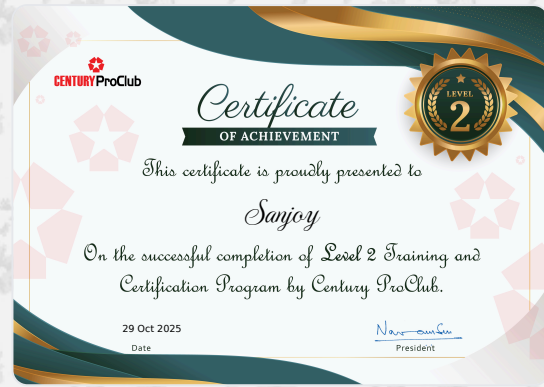 CENTURY ProClub
Certificate
OF ACHIEVEMENT
LEVEL
2
This certificate is proudly presented to
Sanjoy
On the successful completion of Level 2 Training and
Certification Program by Century ProClub.
29 Oct 2025
Date
President